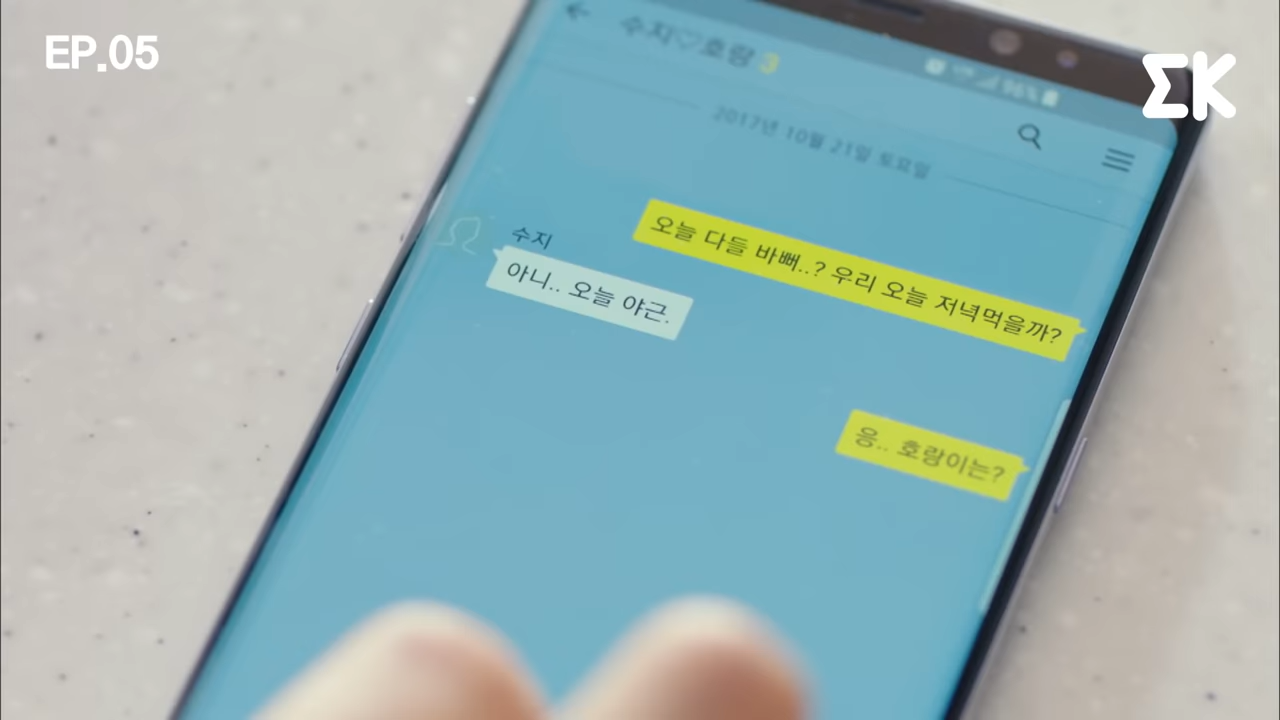 EP.05
ΣK
수지♡호랑 3
2017년 10월 21일 토요일
오늘 다들 바뻐..? 우리 오늘 저녁먹을까?
수지
아니.. 오늘 야근.
응.. 호랑이는?